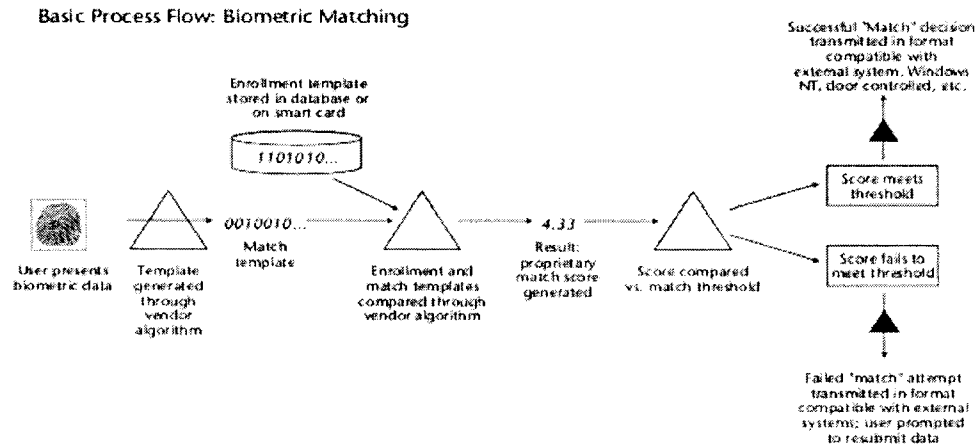 Basic Process Flow: Biometric Matching
Successful "Match" decision
transmitted in format
compatible with
external system, Windows
NT, door controlled, etc.
Enrollment template
stored in database or
on smart card
1101010...
Score meets
threshold
0010010...
4.33
User presents
biometric data
Template
generated
through
vendor
algorithm
Match
template
Enrollment and
match templates
compared through
vendor algorithm
Result:
proprietary
match score
generated
Score compared
vs. match threshold
Score fails to
meet threshold
Failed "match" attempt
transmitted in format
compatible with external
systems; user prompted
to resubmit data